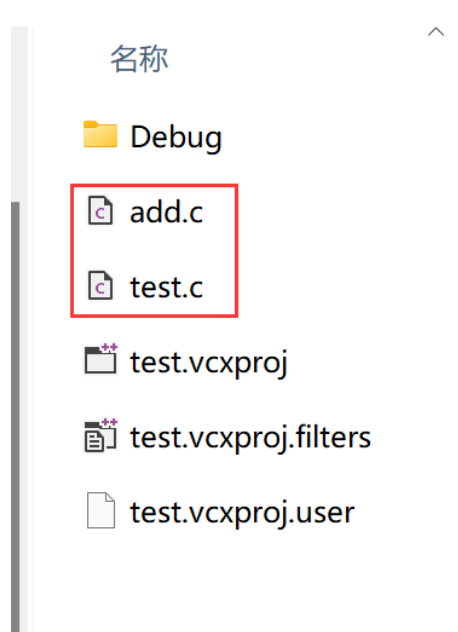 名称
Debug
add.c
test.c
test.vcxproj
test.vcxproj.filters
test.vcxproj.user